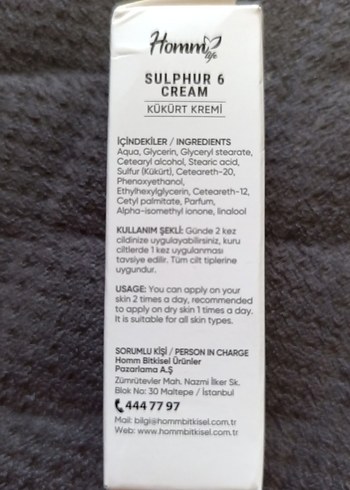 Homm
life
SULPHUR 6
CREAM
KÜKÜRT KREMİ
İÇİNDEKİLER / INGREDIENTS
Aqua, Glycerin, Glyceryl stearate,
Cetearyl alcohol, Stearic acid,
Sulfur (Kükürt), Ceteareth-20,
Phenoxyethanol,
Ethylhexylglycerin, Ceteareth-12,
Cetyl palmitate, Parfum,
Alpha-isomethyl ionone, linalool
KULLANIM ŞEKLİ: Günde 2 kez
cildinize uygulayabilirsiniz, kuru
ciltlerde 1 kez uygulanması
tavsiye edilir. Tüm cilt tiplerine
uygundur.
USAGE: You can apply on your
skin 2 times a day, recommended
to apply on dry skin 1 times a day.
It is suitable for all skin types.
SORUMLU KİŞİ / PERSON IN CHARGE
Homm Bitkisel Ürünler
Pazarlama A.Ş
Zümrütevler Mah. Nazmi İlker Sk.
Blok No: 30 Maltepe / İstanbul
444 77 97
Mail: bilgi@hommbitkisel.com.tr
Web: www.hommbitkisel.com.tr